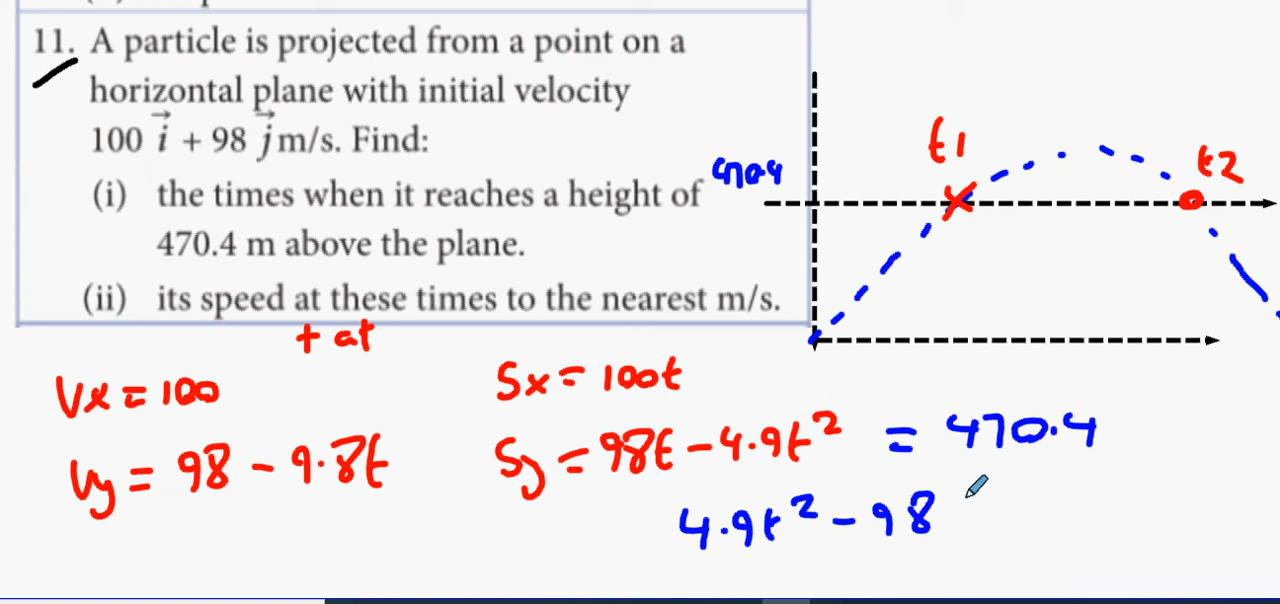 11. A particle is projected from a point on a
horizontal plane with initial velocity
100 i⃗ + 98 j⃗ m/s. Find:
(i) the times when it reaches a height of
470.4 m above the plane.
(ii) its speed at these times to the nearest m/s.
470.4
t1
t2
+ at
Vx = 100
Vy = 98 - 9.8t
Sx = 100t
Sy = 98t - 4.9t² = 470.4
4.9t² - 98